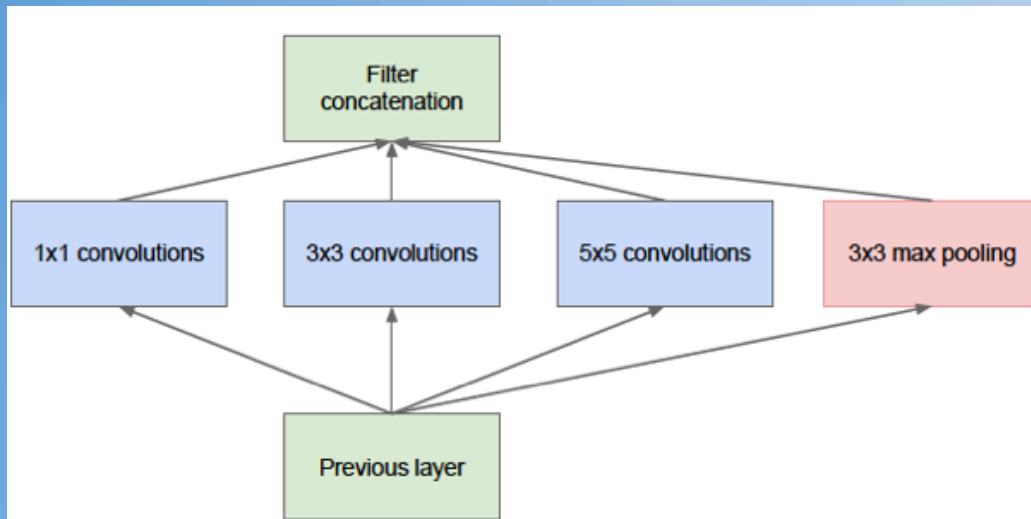 Filter
concatenation
1x1 convolutions
3x3 convolutions
5x5 convolutions
3x3 max pooling
Previous layer